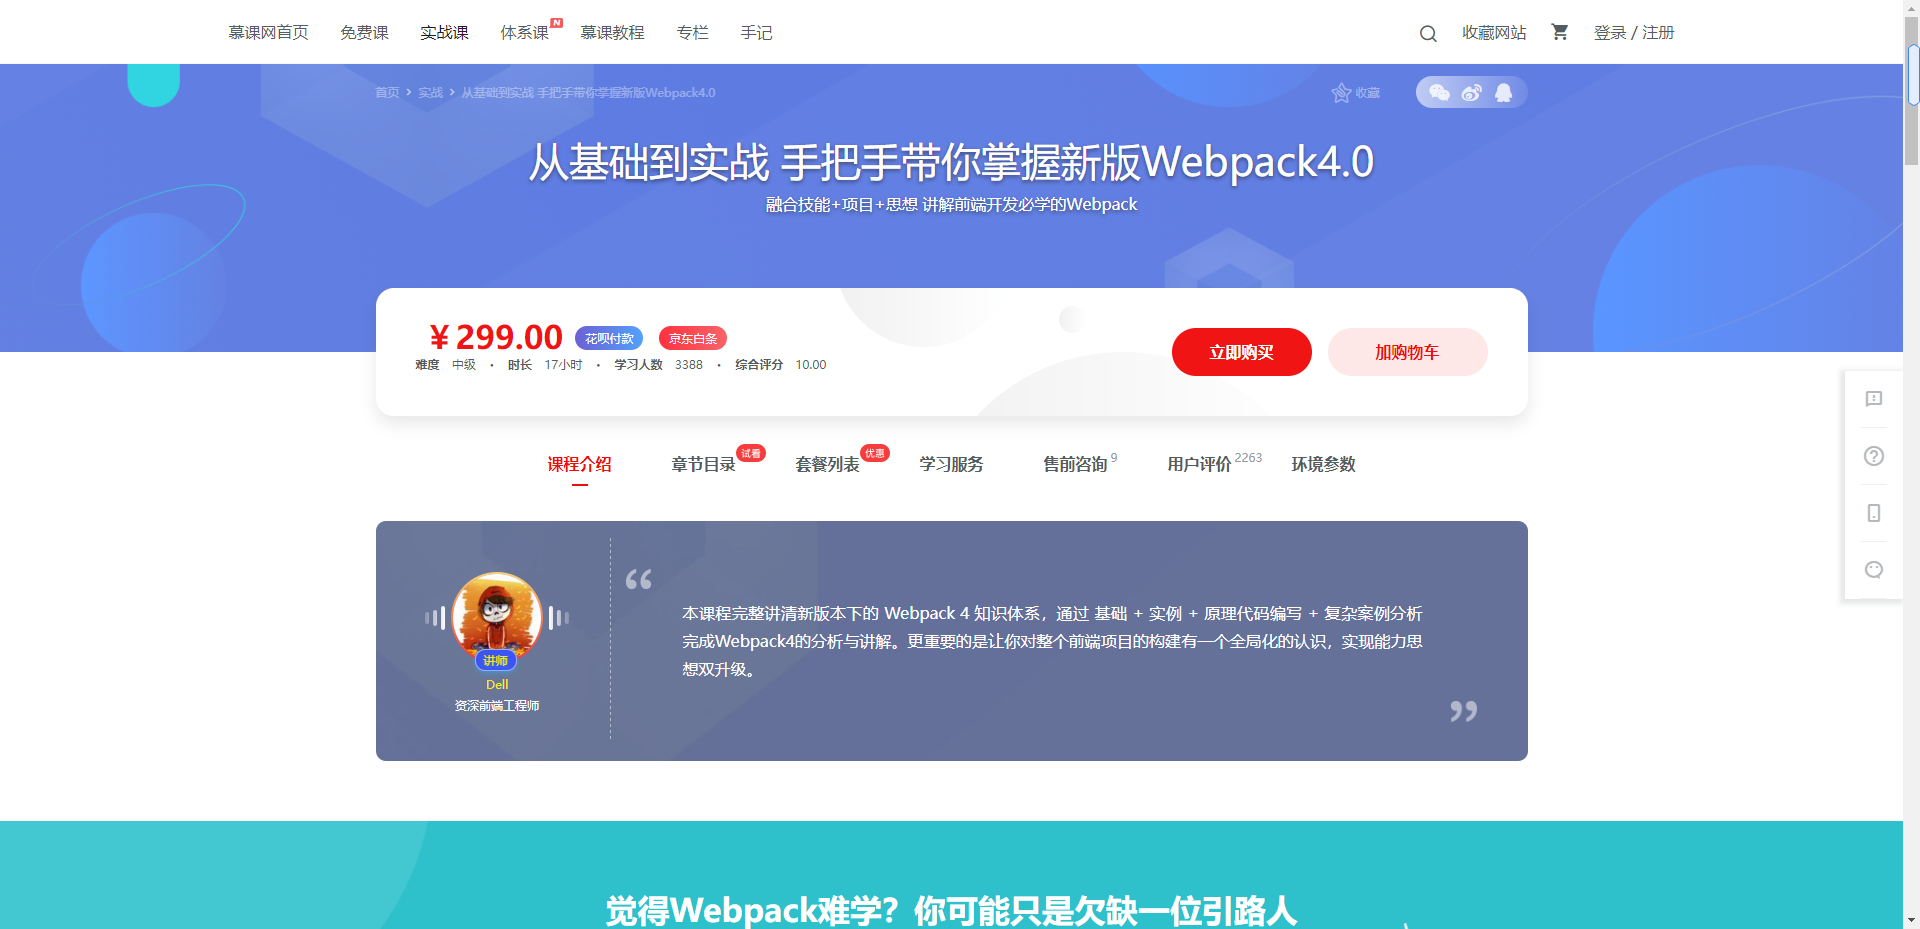 慕课网首页 免费课 实战课 体系课 N 慕课教程 专栏 手记 收藏网站 登录 / 注册
首页 > 实战 > 从基础到实战 手把手带你掌握新版Webpack4.0 收藏
从基础到实战 手把手带你掌握新版Webpack4.0
融合技能+项目+思想 讲解前端开发必学的Webpack
￥299.00 花呗付款 京东白条
难度 中级 · 时长 17小时 · 学习人数 3388 · 综合评分 10.00
立即购买 加购物车
课程介绍 章节目录 试看 套餐列表 优惠 学习服务 售前咨询 9 用户评价 2263 环境参数
“
本课程完整讲清新版本下的 Webpack 4 知识体系，通过 基础 + 实例 + 原理代码编写 + 复杂案例分析
完成Webpack4的分析与讲解。更重要的是让你对整个前端项目的构建有一个全局化的认识，实现能力思
想双升级。
”
讲师
Dell
资深前端工程师
觉得Webpack难学？你可能只是欠缺一位引路人